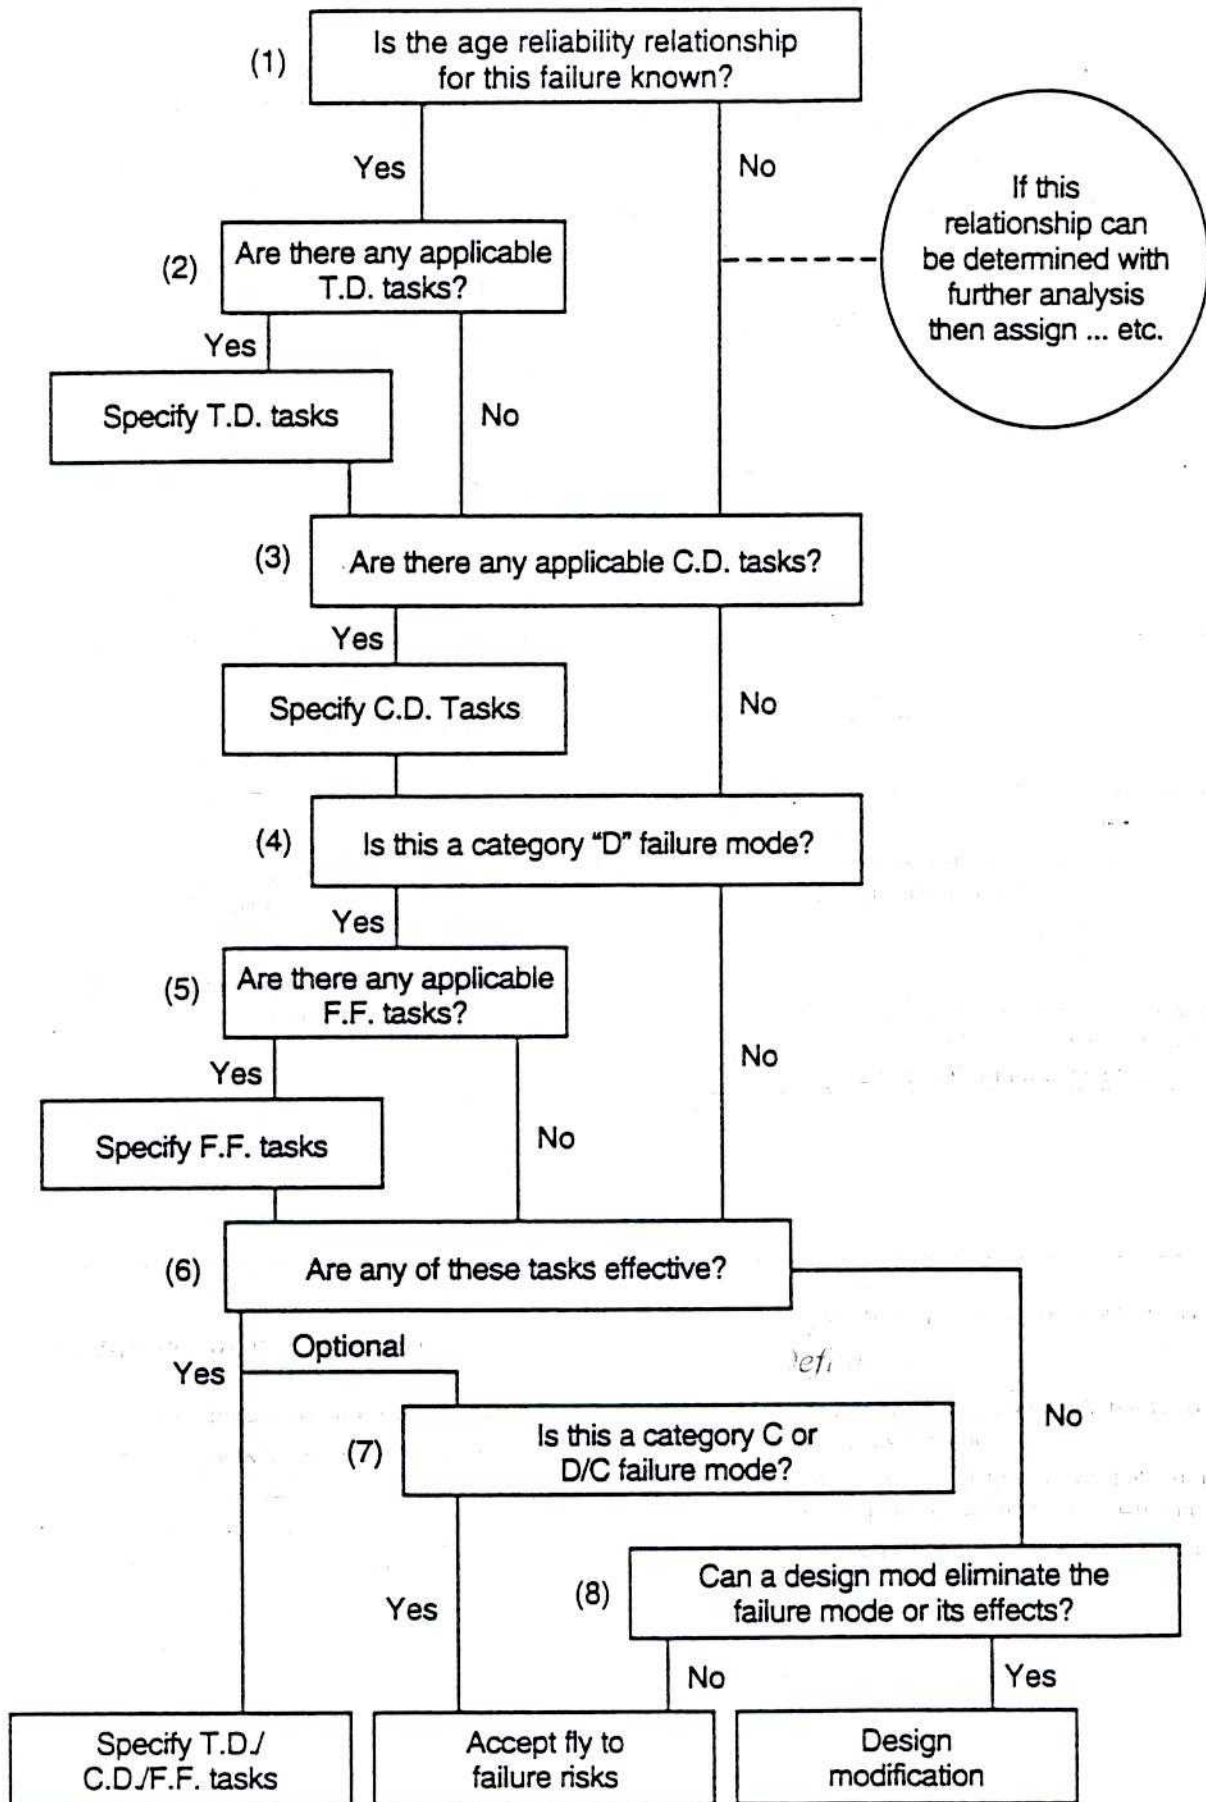 (1)
Is the age reliability relationship
for this failure known?
Yes
No
If this
relationship can
be determined with
further analysis
then assign ... etc.
(2)
Are there any applicable
T.D. tasks?
Yes
No
Specify T.D. tasks
(3)
Are there any applicable C.D. tasks?
Yes
No
Specify C.D. Tasks
(4)
Is this a category "D" failure mode?
Yes
No
(5)
Are there any applicable
F.F. tasks?
Yes
No
Specify F.F. tasks
(6)
Are any of these tasks effective?
Yes
Optional
No
(7)
Is this a category C or
D/C failure mode?
Yes
(8)
Can a design mod eliminate the
failure mode or its effects?
No
Yes
Specify T.D./
C.D./F.F. tasks
Accept fly to
failure risks
Design
modification